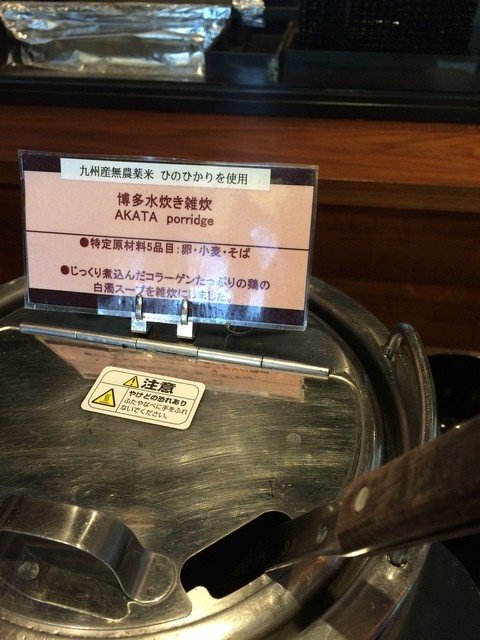 九州産無農薬米 ひのひかりを使用
博多水炊き雑炊
AKATA porridge
●特定原材料5品目：卵・小麦・そば
●じっくり煮込んだコラーゲンたっぷりの鶏の
白濁スープを雑炊にしました。
注意
やけどの恐れあり
ふたやなべに手をふれ
ないでください。